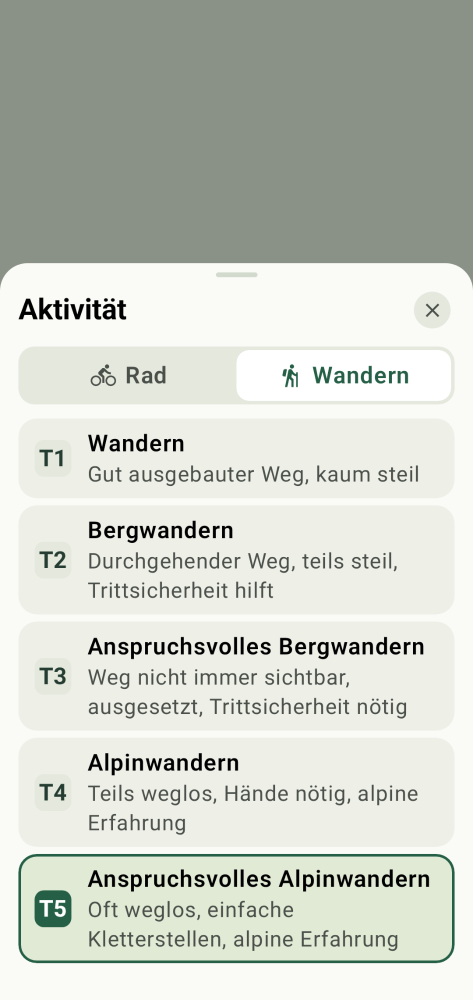 Aktivität
Rad
Wandern
T1
Wandern
Gut ausgebauter Weg, kaum steil
T2
Bergwandern
Durchgehender Weg, teils steil,
Trittsicherheit hilft
T3
Anspruchsvolles Bergwandern
Weg nicht immer sichtbar,
ausgesetzt, Trittsicherheit nötig
T4
Alpinwandern
Teils weglos, Hände nötig, alpine
Erfahrung
T5
Anspruchsvolles Alpinwandern
Oft weglos, einfache
Kletterstellen, alpine Erfahrung